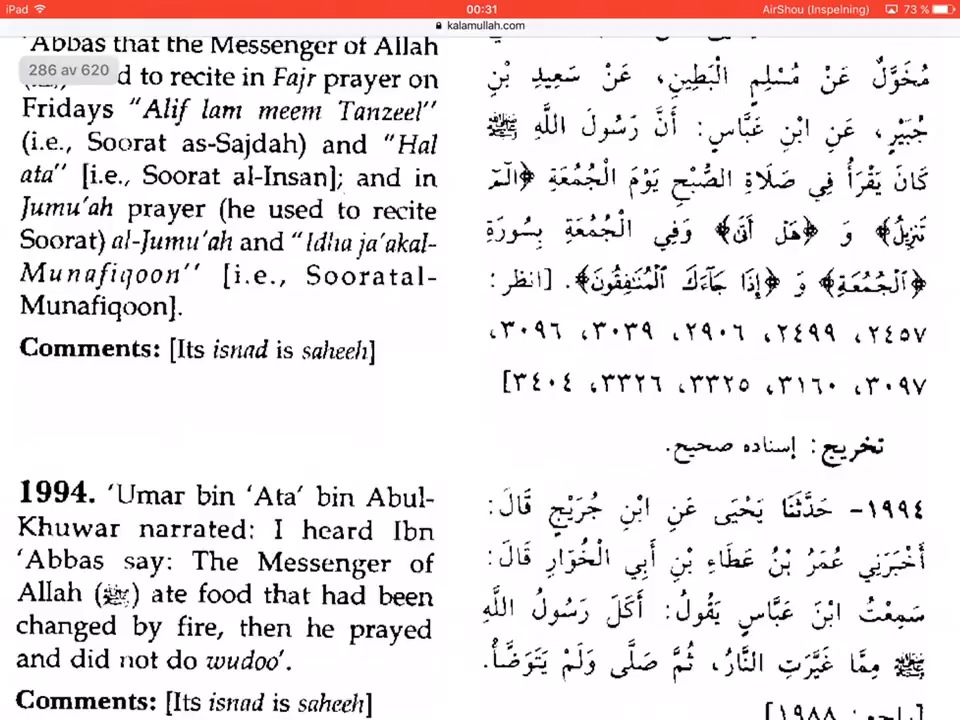 iPad 00:31 AirShou (Inspelning) 73 %
kalamullah.com
286 av 620
'Abbas that the Messenger of Allah
d to recite in Fajr prayer on
Fridays "Alif lam meem Tanzeel"
(i.e., Soorat as-Sajdah) and "Hal
ata" [i.e., Soorat al-Insan]; and in
Jumu'ah prayer (he used to recite
Soorat) al-Jumu'ah and "Idha ja'akal-
Munafiqoon" [i.e., Sooratal-
Munafiqoon].
Comments: [Its isnad is saheeh]
1994. 'Umar bin 'Ata' bin Abul-
Khuwar narrated: I heard Ibn
'Abbas say: The Messenger of
Allah (ﷺ) ate food that had been
changed by fire, then he prayed
and did not do wudoo'.
Comments: [Its isnad is saheeh]
مُخَوَّلٌ عَنْ مُسْلِمٍ الْبَطِينِ، عَنْ سَعِيدِ بْنِ
جُبَيْرٍ، عَنِ ابْنِ عَبَّاسٍ: أَنَّ رَسُولَ اللَّهِ ﷺ
كَانَ يَقْرَأُ فِي صَلَاةِ الصُّبْحِ يَوْمَ الْجُمُعَةِ ﴿الٓمٓ
تَنزِيلُ﴾ وَ ﴿هَلْ أَتَىٰ﴾ وَفِي الْجُمُعَةِ بِسُورَةِ
﴿ٱلْجُمُعَةِ﴾ وَ ﴿إِذَا جَآءَكَ ٱلْمُنَٰفِقُونَ﴾. [انظر:
٢٤٥٧، ٢٤٩٩، ٢٩٠٦، ٣٠٣٩، ٣٠٩٦،
٣٠٩٧، ٣١٦٠، ٣٣٢٥، ٣٣٢٦، ٣٤٠٤]
تخريج: إسناده صحيح.
١٩٩٤- حَدَّثَنَا يَحْيَى عَنِ ابْنِ جُرَيْجٍ قَالَ:
أَخْبَرَنِي عُمَرُ بْنُ عَطَاءِ بْنِ أَبِي الْخُوَارِ قَالَ:
سَمِعْتُ ابْنَ عَبَّاسٍ يَقُولُ: أَكَلَ رَسُولُ اللَّهِ
ﷺ مِمَّا غَيَّرَتِ النَّارُ، ثُمَّ صَلَّى وَلَمْ يَتَوَضَّأْ.
[راجع: ١٩٨٨]